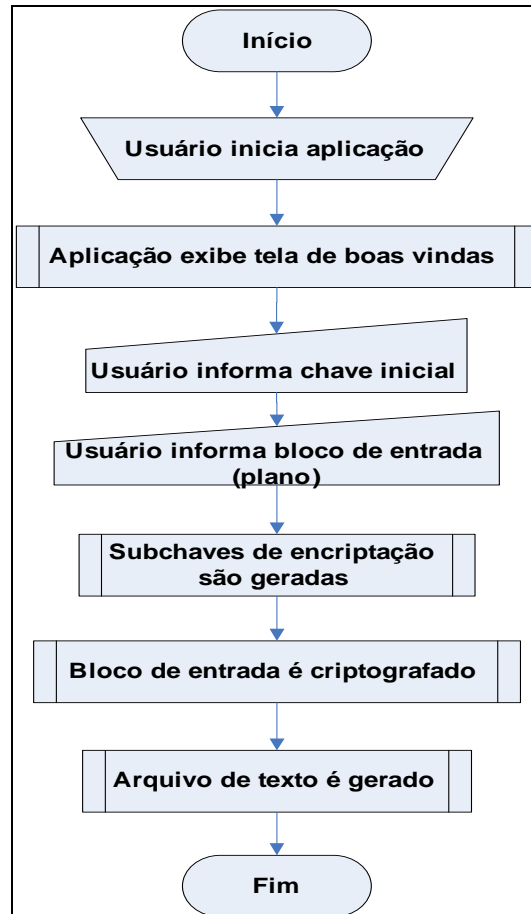 Início
Usuário inicia aplicação
Aplicação exibe tela de boas vindas
Usuário informa chave inicial
Usuário informa bloco de entrada
(plano)
Subchaves de encriptação
são geradas
Bloco de entrada é criptografado
Arquivo de texto é gerado
Fim